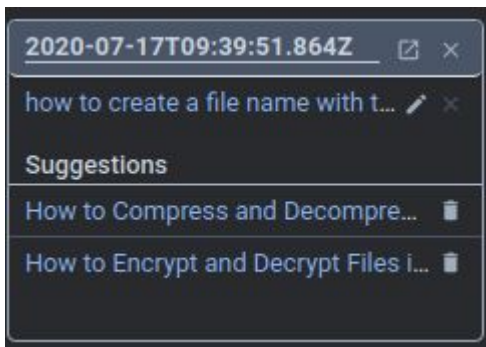 2020-07-17T09:39:51.864Z
how to create a file name with t...
Suggestions
How to Compress and Decompre...
How to Encrypt and Decrypt Files i...